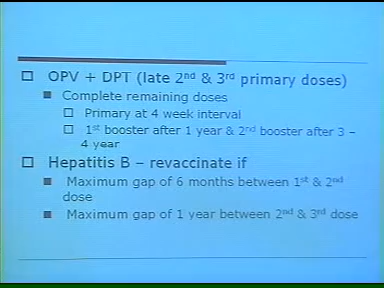 OPV + DPT (late 2nd & 3rd primary doses)
Complete remaining doses
Primary at 4 week interval
1st booster after 1 year & 2nd booster after 3 –
4 year
Hepatitis B – revaccinate if
Maximum gap of 6 months between 1st & 2nd
dose
Maximum gap of 1 year between 2nd & 3rd dose